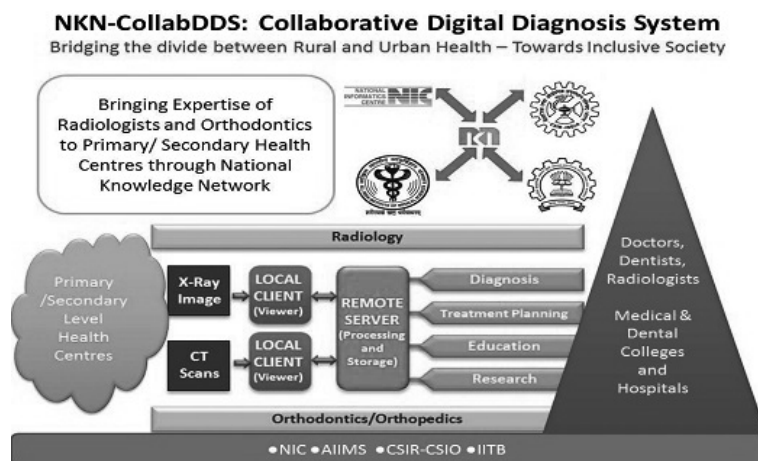 NKN-CollabDDS: Collaborative Digital Diagnosis System
Bridging the divide between Rural and Urban Health – Towards Inclusive Society
Bringing Expertise of
Radiologists and Orthodontics
to Primary/ Secondary Health
Centres through National
Knowledge Network
NATIONAL
INFORMATICS
CENTRE
NIC
nkn
Radiology
Primary
/Secondary
Level
Health
Centres
X-Ray
Image
LOCAL
CLIENT
(Viewer)
CT
Scans
LOCAL
CLIENT
(Viewer)
REMOTE
SERVER
(Processing
and
Storage)
Diagnosis
Treatment Planning
Education
Research
Doctors,
Dentists,
Radiologists
Medical &
Dental
Colleges
and
Hospitals
Orthodontics/Orthopedics
●NIC ●AIIMS ●CSIR-CSIO ●IITB